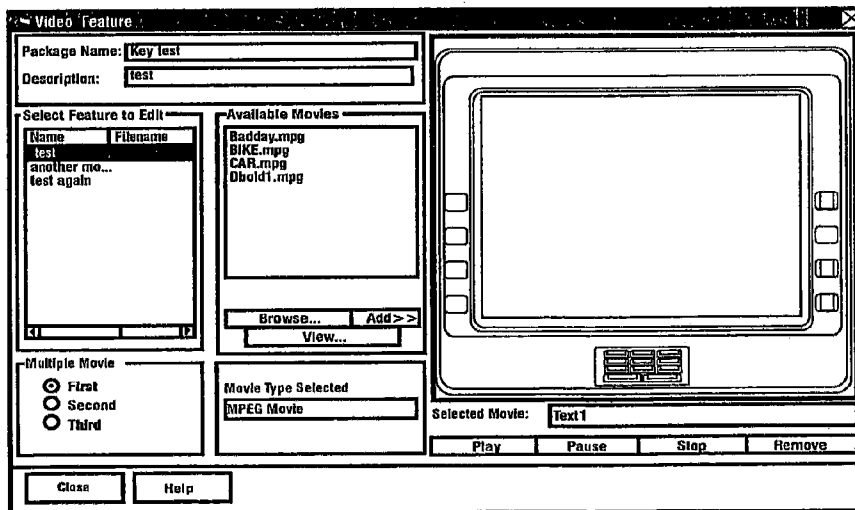 Video Feature
Package Name: Key test
Description: test
Select Feature to Edit
Name Filename
test
another mo...
test again
Available Movies
Badday.mpg
BIKE.mpg
CAR.mpg
Dbold1.mpg
Browse... Add>>
View...
Multiple Movie
First
Second
Third
Movie Type Selected
MPEG Movie
Selected Movie: Text1
Play Pause Stop Remove
Close Help